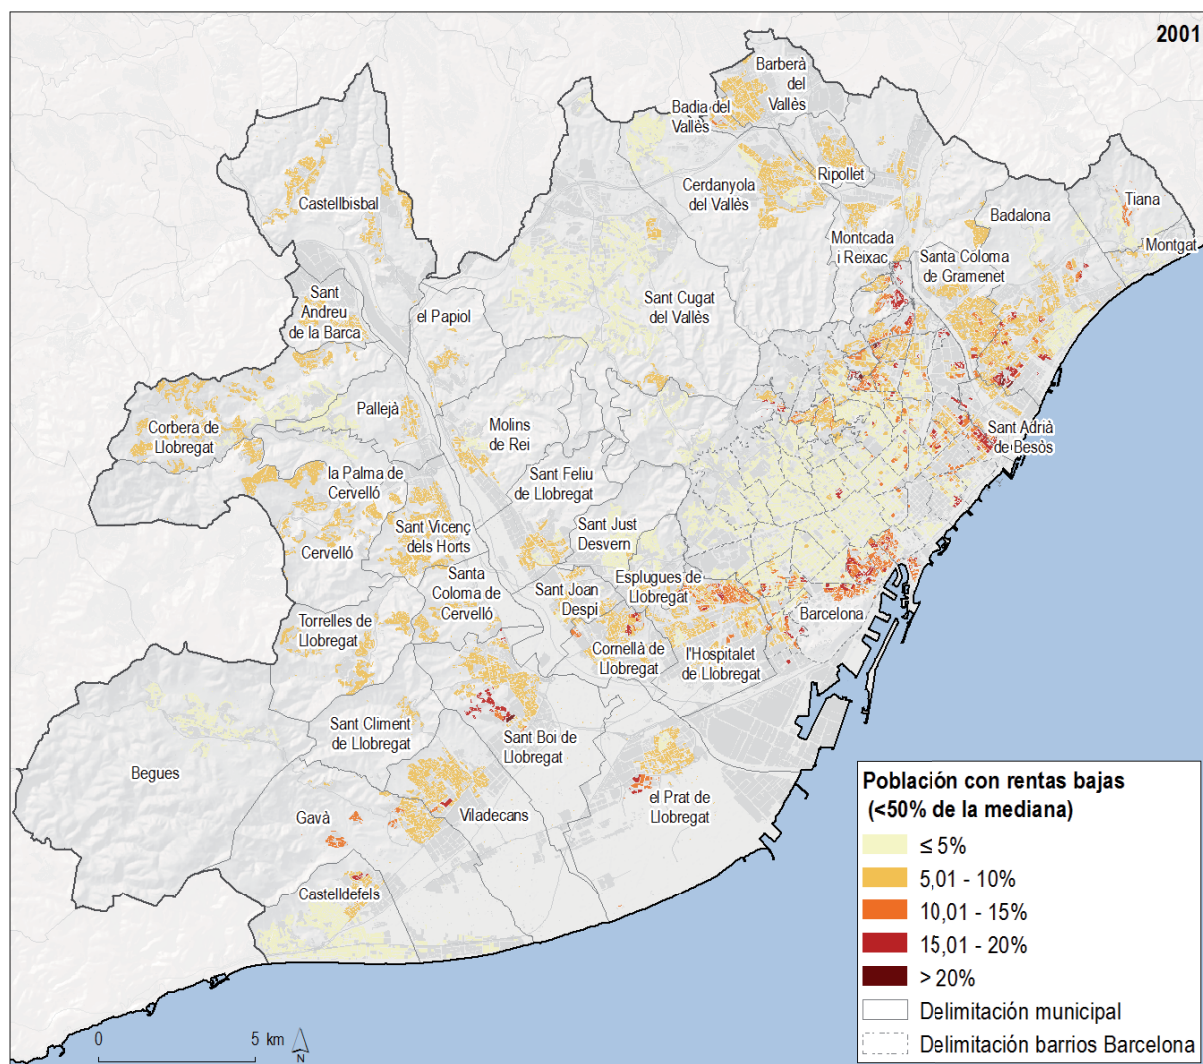 2001
Barberà
del
Vallès
Badia del
Vallès
Ripollet
Cerdanyola
del Vallès
Castellbisbal
Tiana
Badalona
Montgat
Montcada
i Reixac
Santa Coloma
de Gramenet
Sant
Andreu
de la Barca
el Papiol
Sant Cugat
del Vallès
Pallejà
Corbera de
Llobregat
Molins
de Rei
Sant Adrià
de Besòs
la Palma de
Cervelló
Sant Feliu
de Llobregat
Sant Vicenç
dels Horts
Sant Just
Desvern
Cervelló
Santa
Coloma de
Cervelló
Sant Joan
Despi
Esplugues de
Llobregat
Barcelona
Torrelles de
Llobregat
Cornellà de
Llobregat
l'Hospitalet
de Llobregat
Sant Climent
de Llobregat
Sant Boi de
Llobregat
Begues
Gavà
Viladecans
el Prat de
Llobregat
Castelldefels
Población con rentas bajas
(<50% de la mediana)
≤ 5%
5,01 - 10%
10,01 - 15%
15,01 - 20%
> 20%
Delimitación municipal
Delimitación barrios Barcelona
0 5 km
N